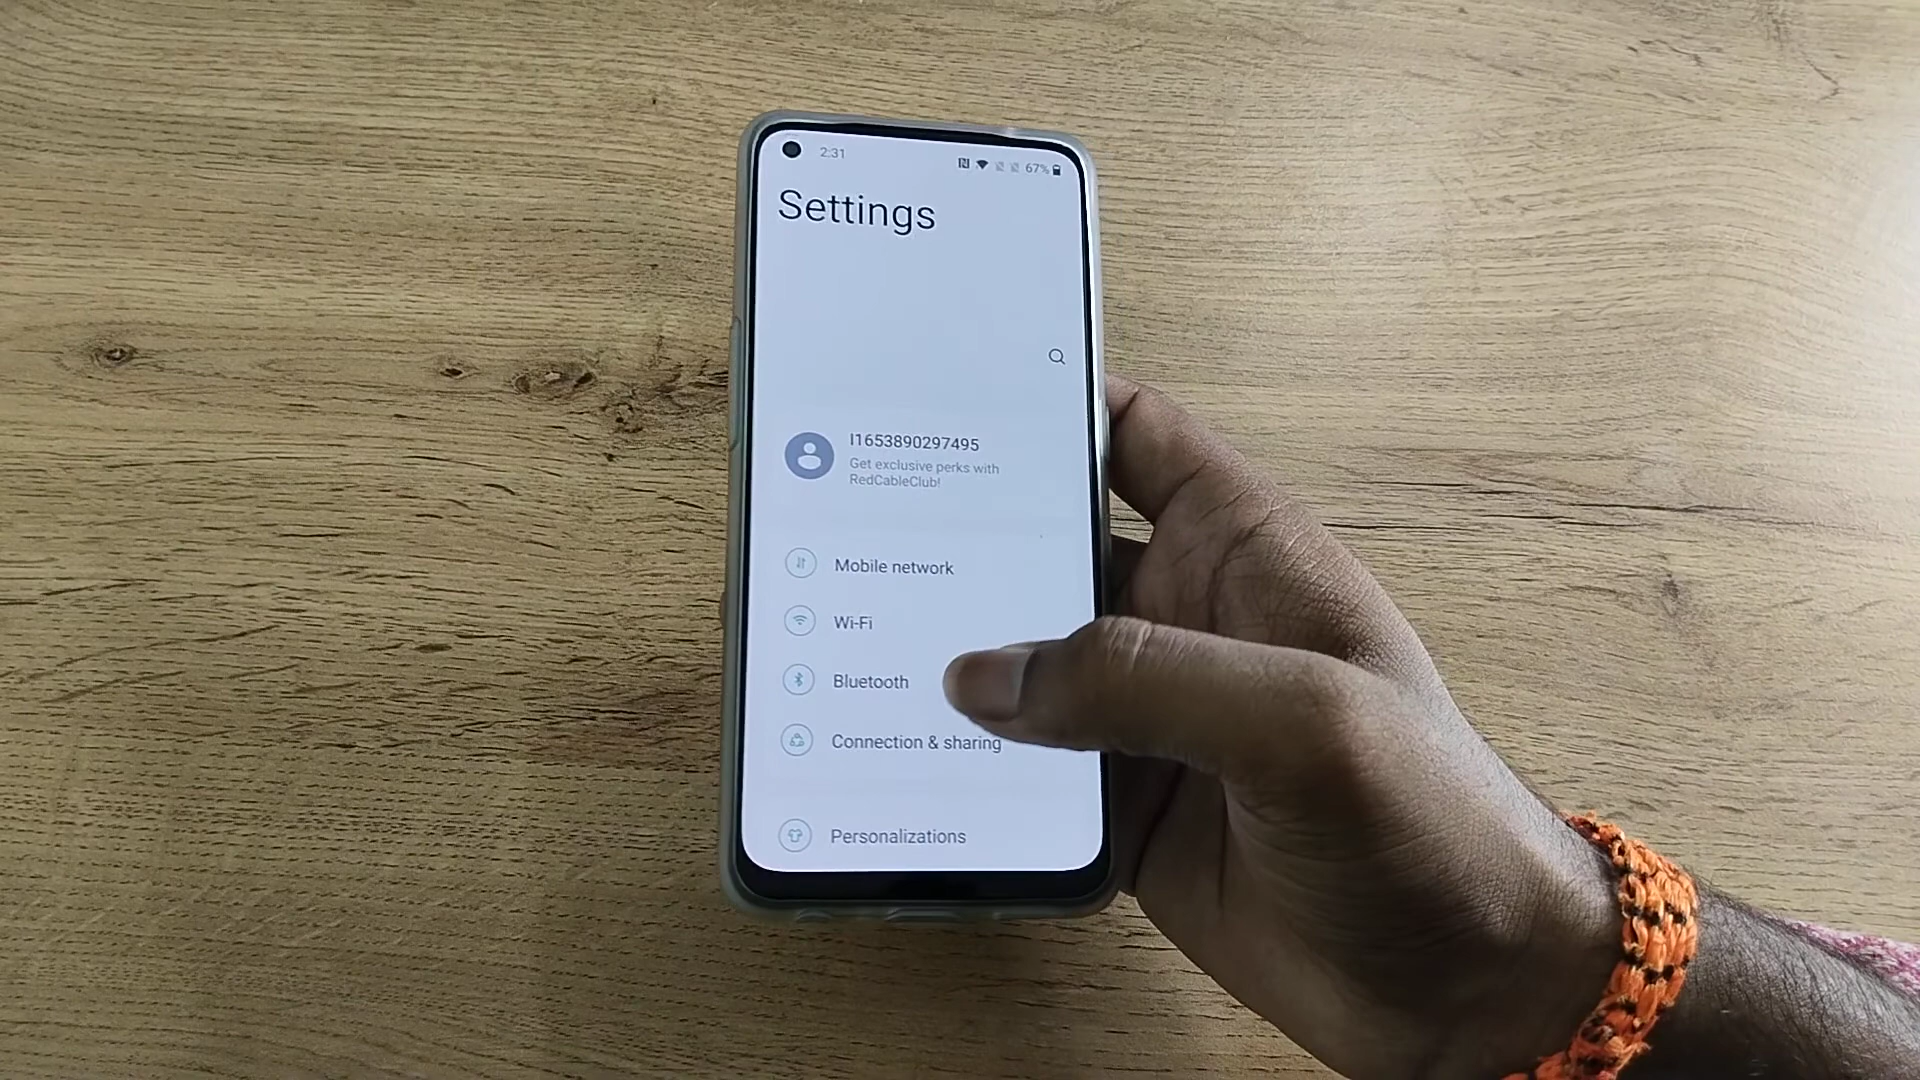 2:31
67%
Settings
I1653890297495
Get exclusive perks with
RedCableClub!
Mobile network
Wi-Fi
Bluetooth
Connection & sharing
Personalizations